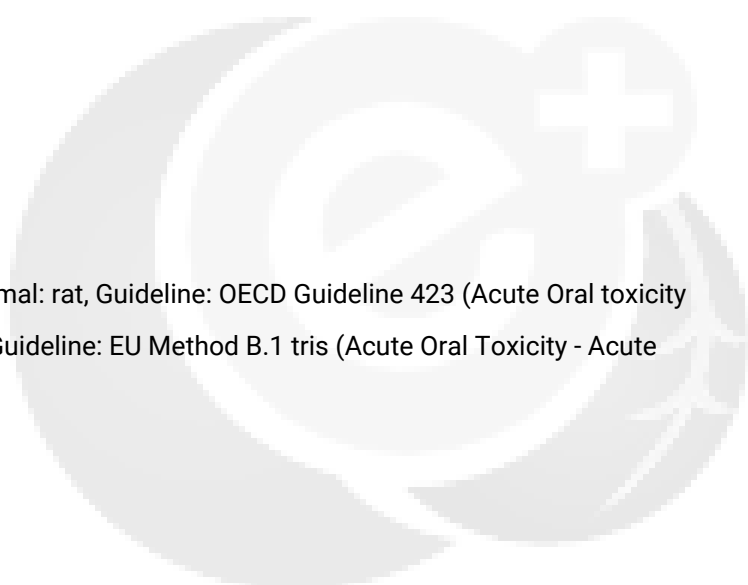 mal: rat, Guideline: OECD Guideline 423 (Acute Oral toxicity
Guideline: EU Method B.1 tris (Acute Oral Toxicity - Acute
e+